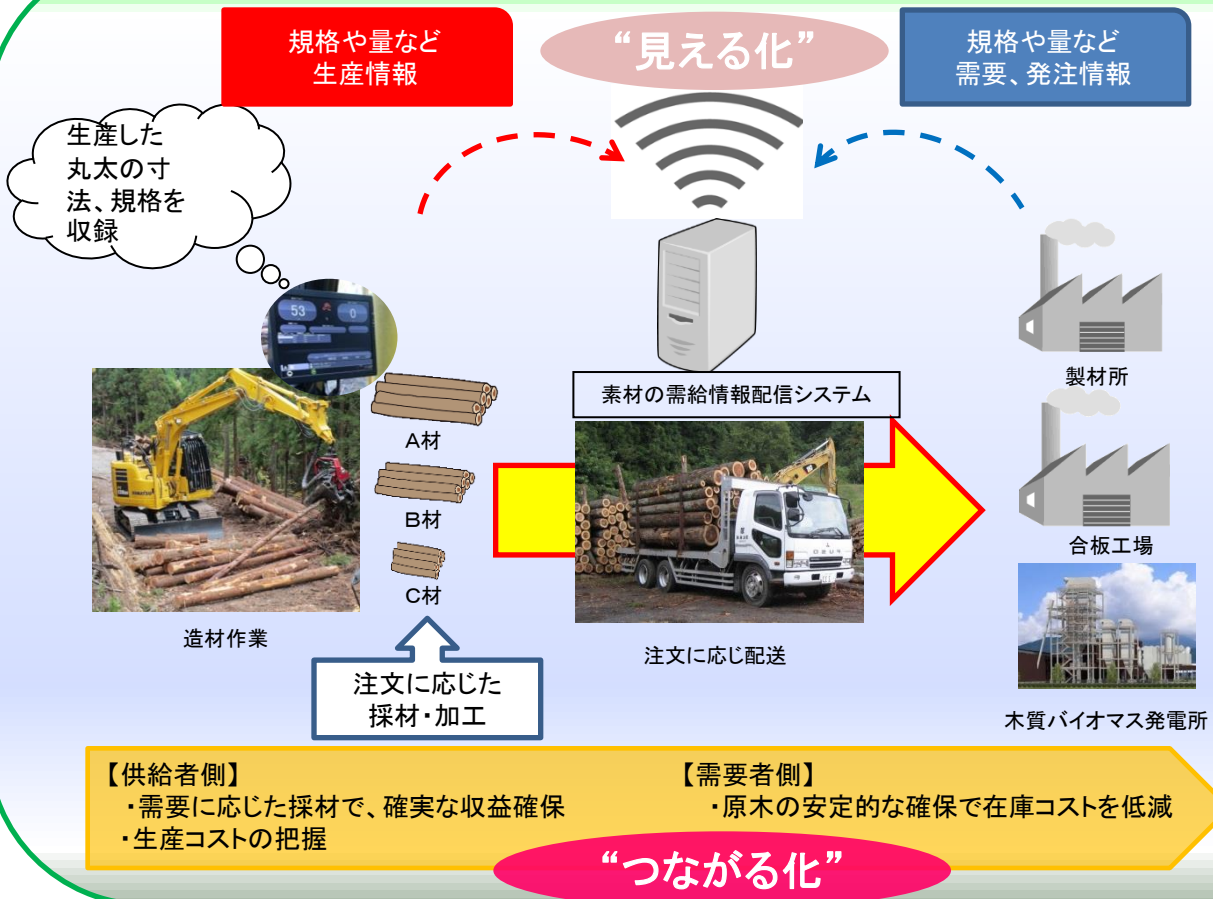 規格や量など
生産情報
“見える化”
規格や量など
需要、発注情報
生産した
丸太の寸
法、規格を
収録
53
0
素材の需給情報配信システム
製材所
A材
B材
C材
合板工場
造材作業
注文に応じ配送
注文に応じた
採材・加工
木質バイオマス発電所
【供給者側】
・需要に応じた採材で、確実な収益確保
・生産コストの把握
【需要者側】
・原木の安定的な確保で在庫コストを低減
“つながる化”